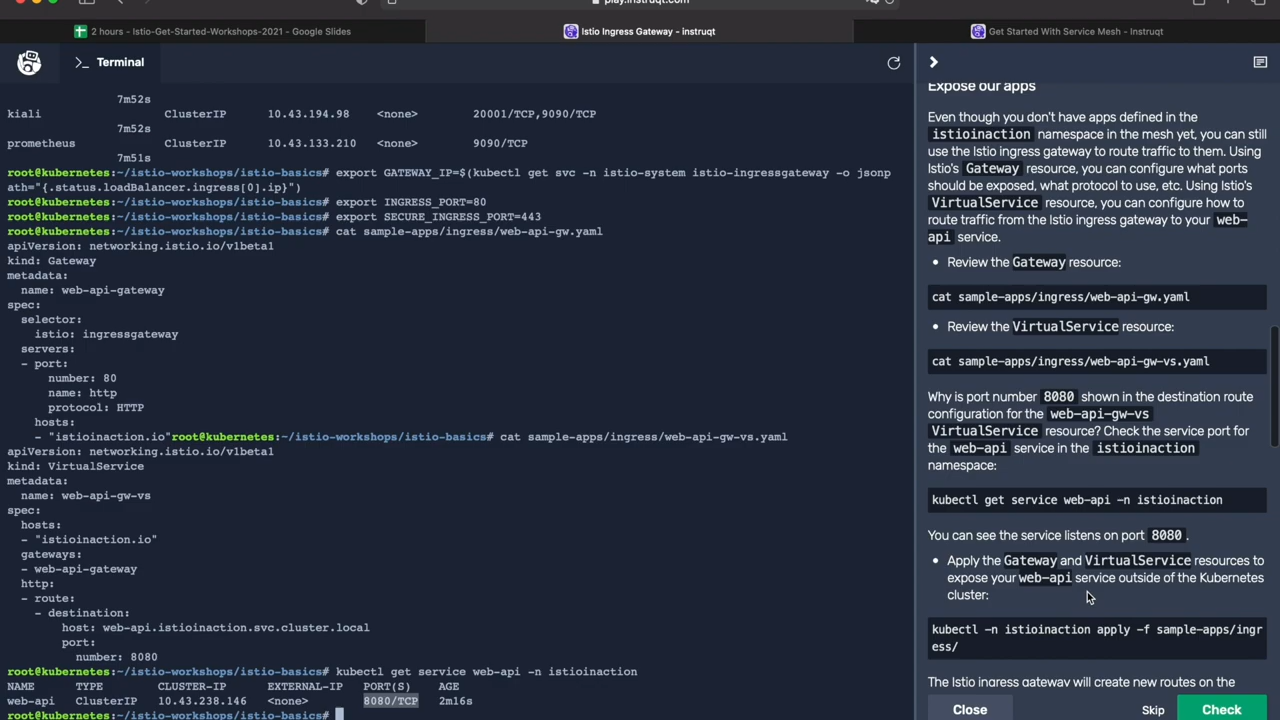 play.instruqt.com
2 hours - Istio-Get-Started-Workshops-2021 - Google Slides
Istio Ingress Gateway - instruqt
Get Started With Service Mesh - Instruqt
>_ Terminal
7m52s
kiali ClusterIP 10.43.194.98 <none> 20001/TCP,9090/TCP
7m52s
prometheus ClusterIP 10.43.133.210 <none> 9090/TCP
7m51s
root@kubernetes:~/istio-workshops/istio-basics# export GATEWAY_IP=$(kubectl get svc -n istio-system istio-ingressgateway -o jsonp
ath="{.status.loadBalancer.ingress[0].ip}")
root@kubernetes:~/istio-workshops/istio-basics# export INGRESS_PORT=80
root@kubernetes:~/istio-workshops/istio-basics# export SECURE_INGRESS_PORT=443
root@kubernetes:~/istio-workshops/istio-basics# cat sample-apps/ingress/web-api-gw.yaml
apiVersion: networking.istio.io/v1beta1
kind: Gateway
metadata:
name: web-api-gateway
spec:
selector:
istio: ingressgateway
servers:
- port:
number: 80
name: http
protocol: HTTP
hosts:
- "istioinaction.io"root@kubernetes:~/istio-workshops/istio-basics# cat sample-apps/ingress/web-api-gw-vs.yaml
apiVersion: networking.istio.io/v1beta1
kind: VirtualService
metadata:
name: web-api-gw-vs
spec:
hosts:
- "istioinaction.io"
gateways:
- web-api-gateway
http:
- route:
- destination:
host: web-api.istioinaction.svc.cluster.local
port:
number: 8080
root@kubernetes:~/istio-workshops/istio-basics# kubectl get service web-api -n istioinaction
NAME TYPE CLUSTER-IP EXTERNAL-IP PORT(S) AGE
web-api ClusterIP 10.43.238.146 <none> 8080/TCP 2m16s
root@kubernetes:~/istio-workshops/istio-basics#
Expose our apps
Even though you don't have apps defined in the
istioinaction namespace in the mesh yet, you can still
use the Istio ingress gateway to route traffic to them. Using
Istio's Gateway resource, you can configure what ports
should be exposed, what protocol to use, etc. Using Istio's
VirtualService resource, you can configure how to
route traffic from the Istio ingress gateway to your web-
api service.
• Review the Gateway resource:
cat sample-apps/ingress/web-api-gw.yaml
• Review the VirtualService resource:
cat sample-apps/ingress/web-api-gw-vs.yaml
Why is port number 8080 shown in the destination route
configuration for the web-api-gw-vs
VirtualService resource? Check the service port for
the web-api service in the istioinaction
namespace:
kubectl get service web-api -n istioinaction
You can see the service listens on port 8080 .
• Apply the Gateway and VirtualService resources to
expose your web-api service outside of the Kubernetes
cluster:
kubectl -n istioinaction apply -f sample-apps/ingr
ess/
The Istio ingress gateway will create new routes on the
Close
Skip
Check